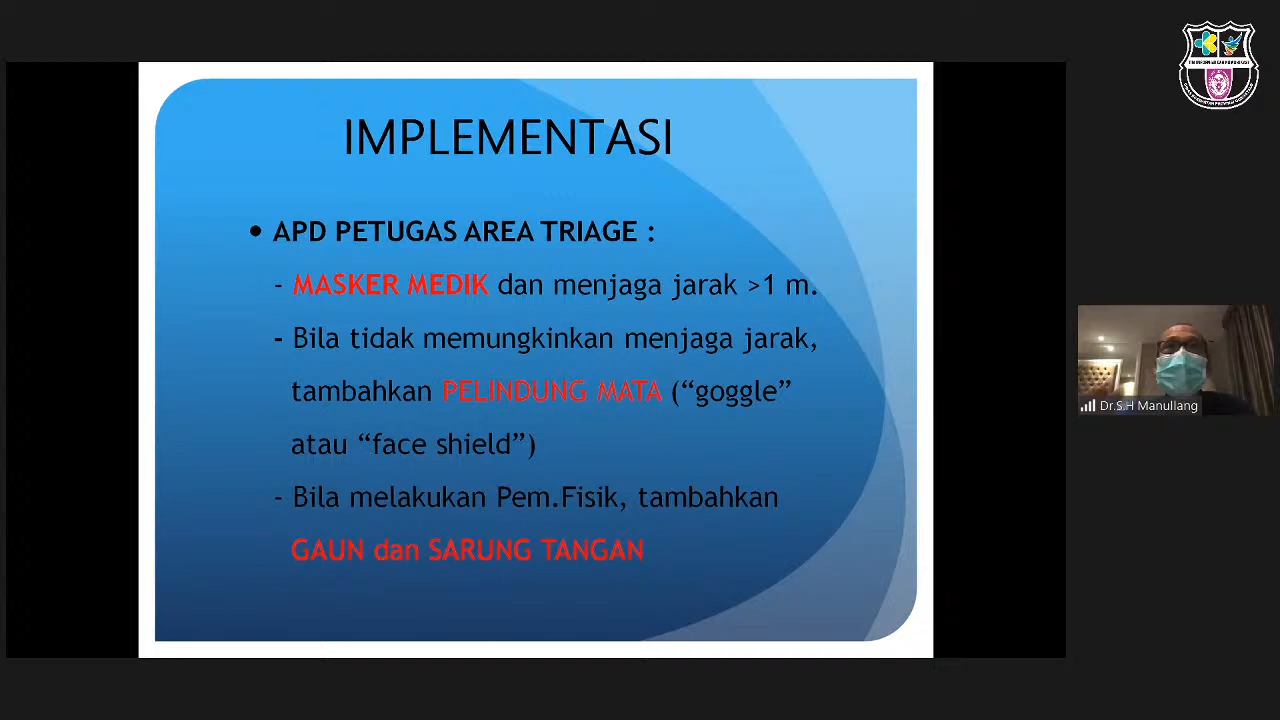 IMPLEMENTASI
• APD PETUGAS AREA TRIAGE :
- MASKER MEDIK dan menjaga jarak >1 m.
- Bila tidak memungkinkan menjaga jarak,
tambahkan PELINDUNG MATA (“goggle”
atau “face shield”)
- Bila melakukan Pem.Fisik, tambahkan
GAUN dan SARUNG TANGAN
Dr.S.H Manullang